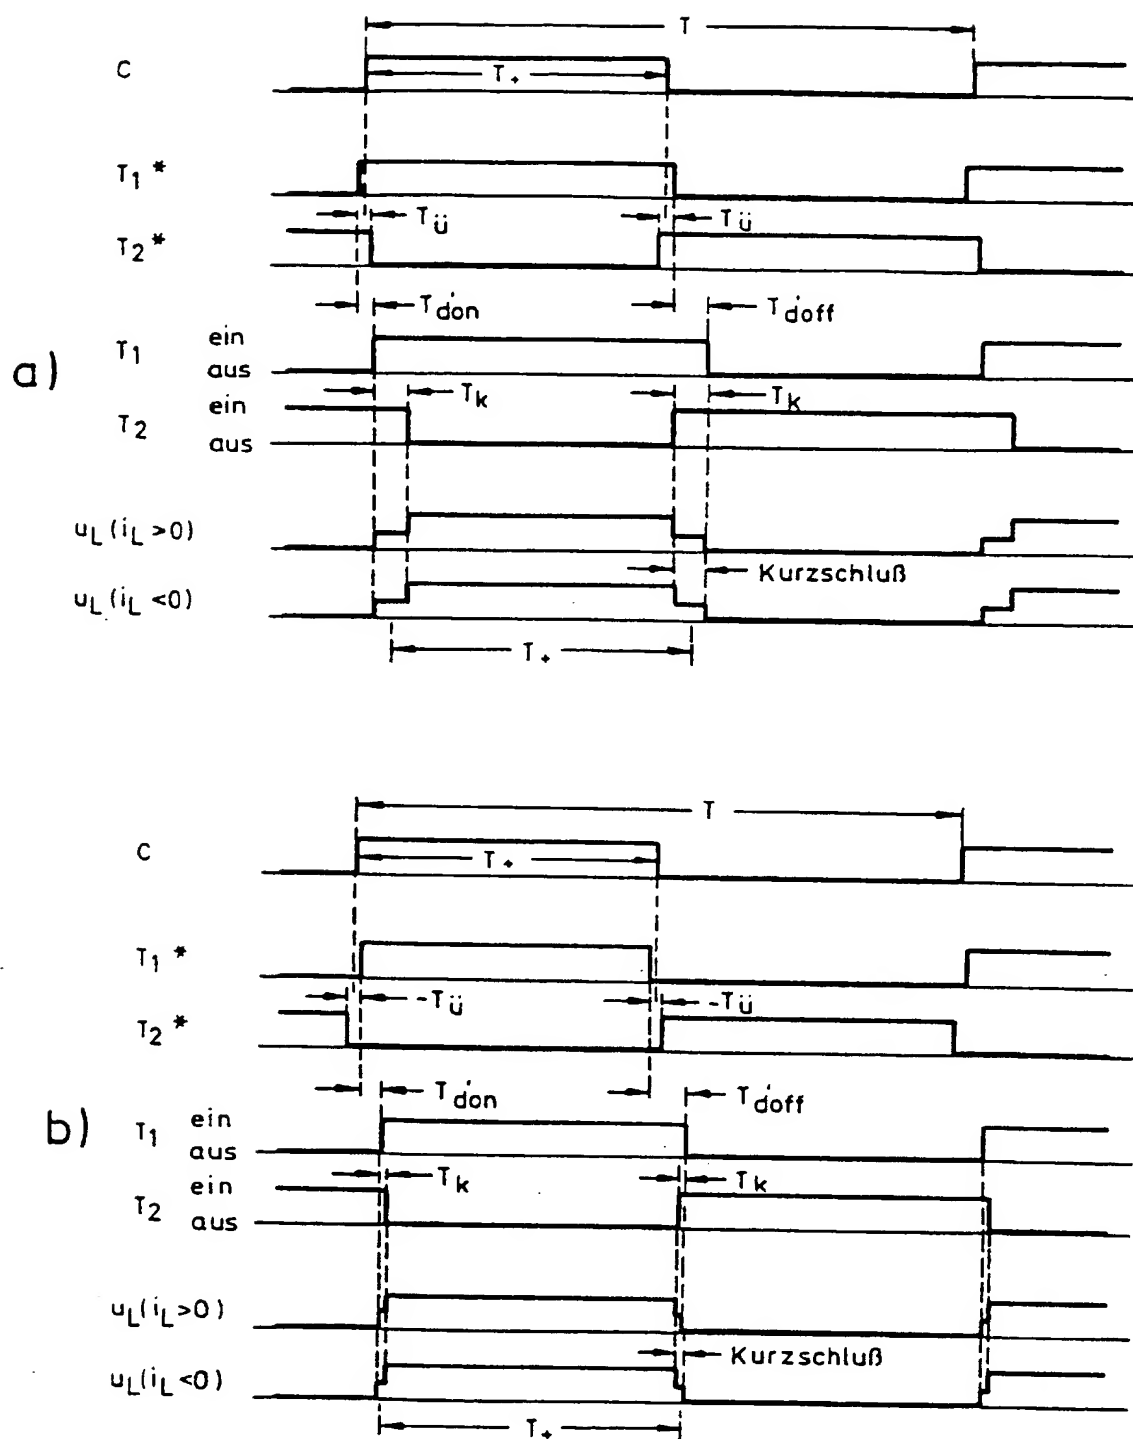 T
C
T+
T1 *
Tü Tü
T2 *
T'don T'doff
a)
T1 ein
aus
Tk Tk
T2 ein
aus
uL (iL >0)
Kurzschluß
uL (iL <0)
T+
T
C
T+
T1 *
-Tü -Tü
T2 *
T'don T'doff
b)
T1 ein
aus
Tk Tk
T2 ein
aus
uL(iL>0)
Kurzschluß
uL(iL<0)
T+